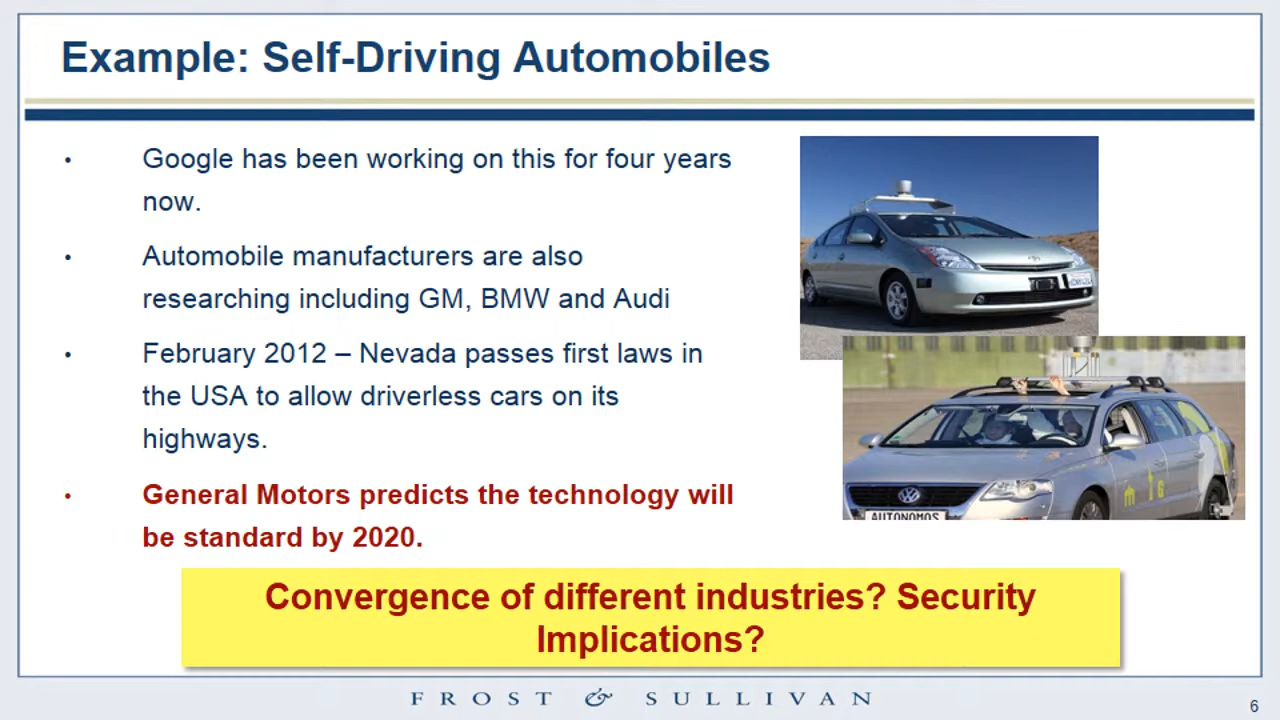 Example: Self-Driving Automobiles
• Google has been working on this for four years
now.
• Automobile manufacturers are also
researching including GM, BMW and Audi
• February 2012 – Nevada passes first laws in
the USA to allow driverless cars on its
highways.
• General Motors predicts the technology will
be standard by 2020.
AUTONOMOS
Convergence of different industries? Security
Implications?
FROST & SULLIVAN
6